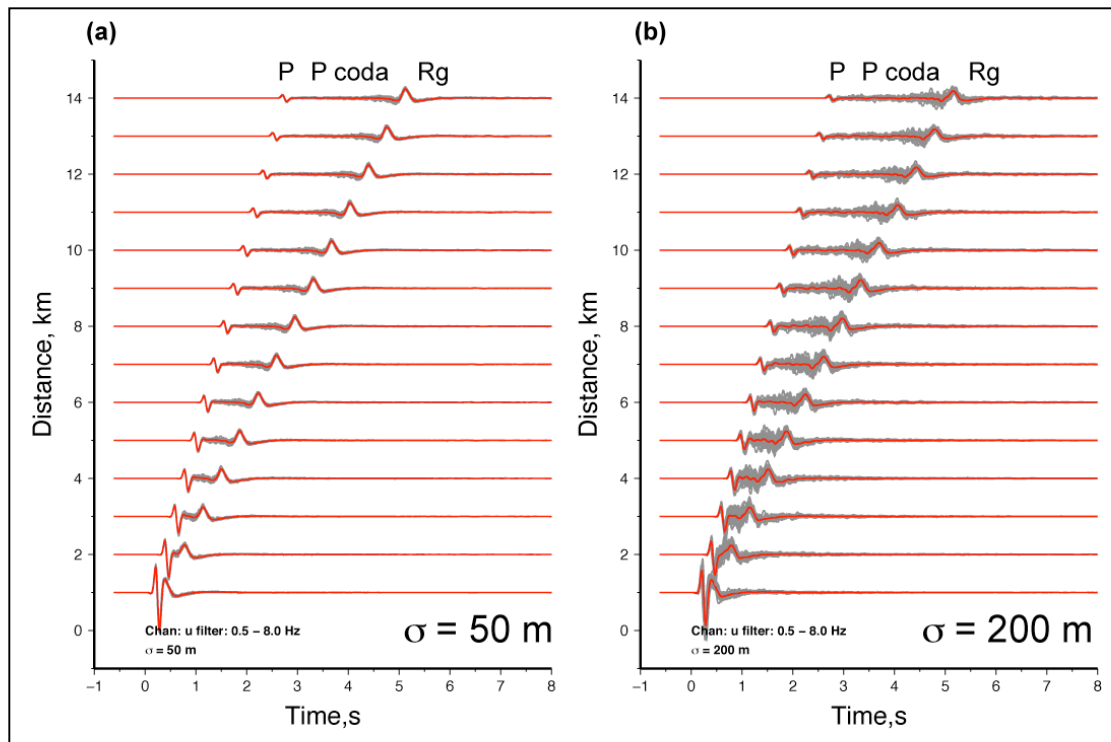 (a)
P P coda Rg
14
12
10
8
6
4
2
0
Distance, km
Chan: u filter: 0.5 – 8.0 Hz
σ = 50 m
σ = 50 m
−1 0 1 2 3 4 5 6 7 8
Time,s
(b)
P P coda Rg
14
12
10
8
6
4
2
0
Distance, km
Chan: u filter: 0.5 – 8.0 Hz
σ = 200 m
σ = 200 m
−1 0 1 2 3 4 5 6 7 8
Time,s